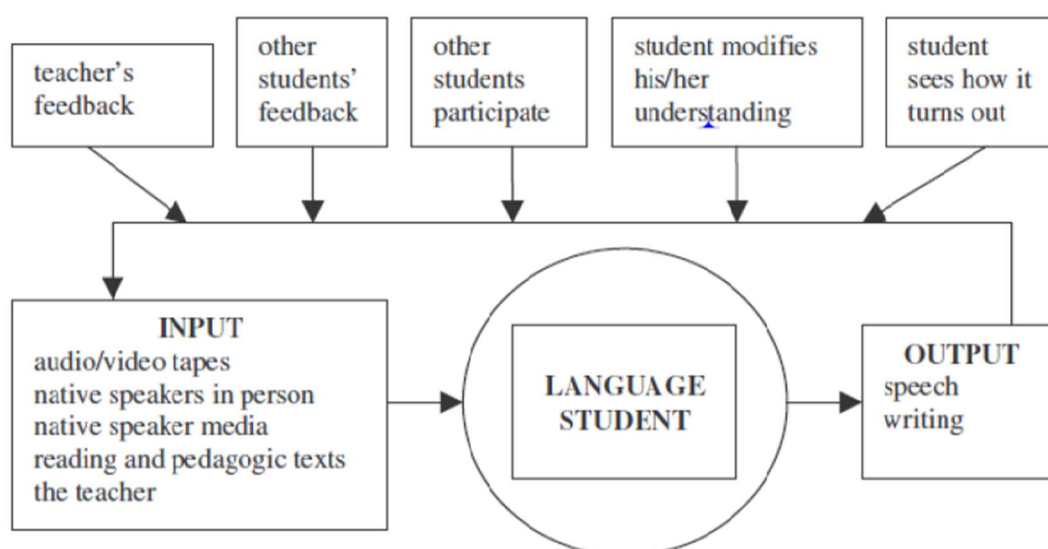 teacher's
feedback
other
students'
feedback
other
students
participate
student modifies
his/her
understanding
student
sees how it
turns out
INPUT
audio/video tapes
native speakers in person
native speaker media
reading and pedagogic texts
the teacher
LANGUAGE
STUDENT
OUTPUT
speech
writing